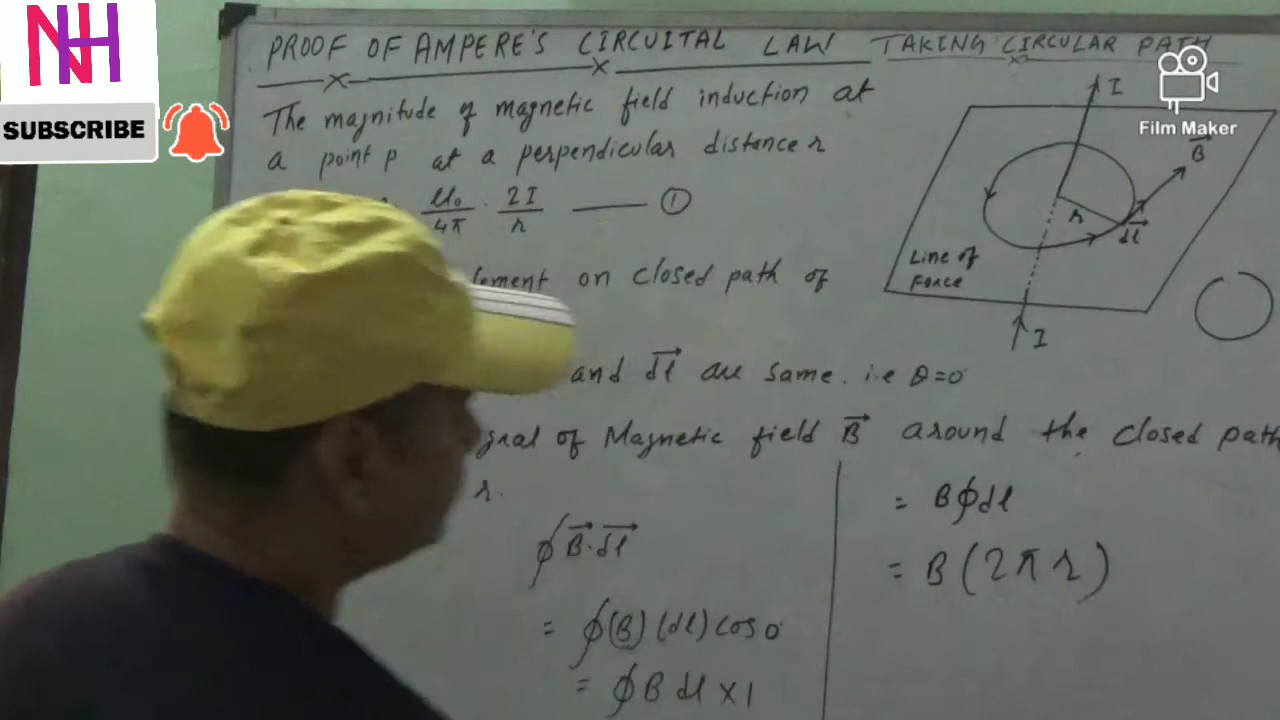 NH
SUBSCRIBE
PROOF OF AMPERE'S CIRCUITAL LAW TAKING CIRCULAR PATH
The magnitude of magnetic field induction at
a point P at a perpendicular distance r
μ₀/4π · 2I/r —— ①
on closed path of
and d̅l⃗ are same. i.e θ=0
of Magnetic field B⃗ around the closed path
r.
∮ B⃗·dl⃗
= ∮(B)(dl) cos 0
= ∮ B dl × 1
= B∮dl
= B(2πr)
I
Film Maker
B⃗
r
dl⃗
Line of
Force
I